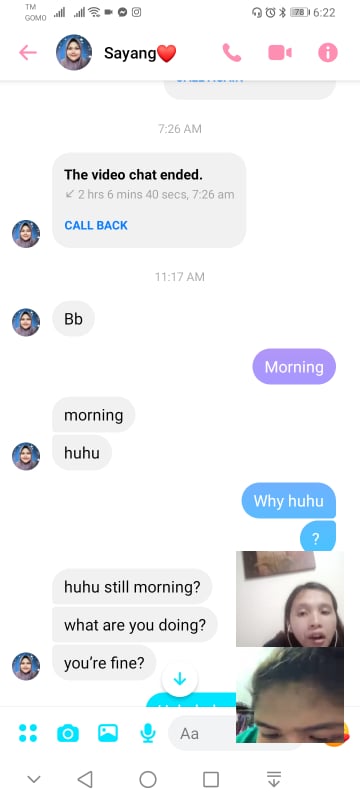 TM
GOMO
78
6:22
Sayang❤️
7:26 AM
The video chat ended.
↙ 2 hrs 6 mins 40 secs, 7:26 am
CALL BACK
11:17 AM
Bb
Morning
morning
huhu
Why huhu
?
huhu still morning?
what are you doing?
you're fine?
Aa